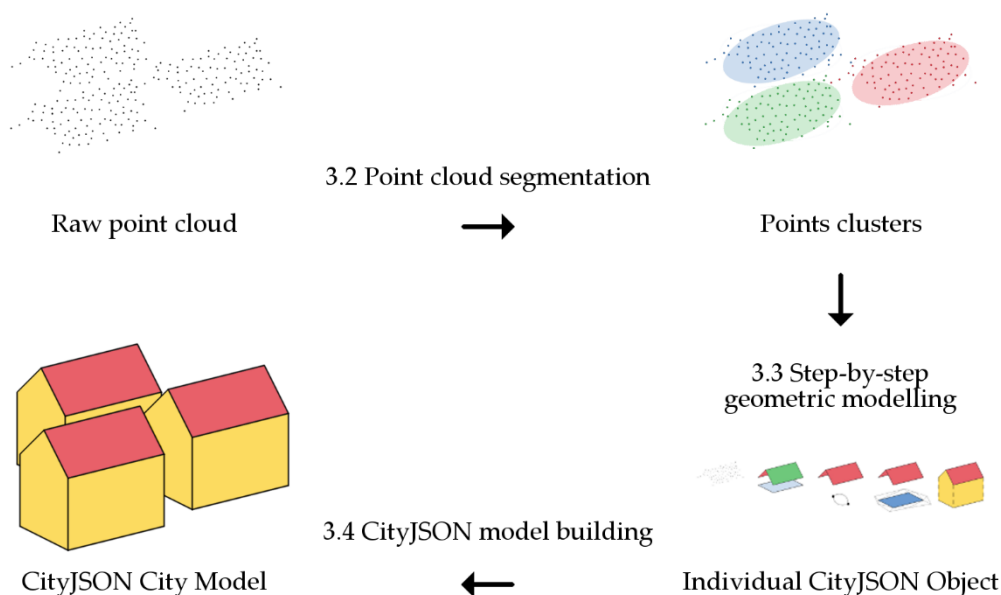 3.2 Point cloud segmentation
Raw point cloud
Points clusters
3.3 Step-by-step
geometric modelling
3.4 CityJSON model building
CityJSON City Model
Individual CityJSON Object